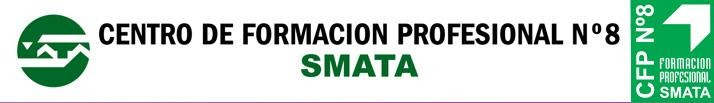 CENTRO DE FORMACION PROFESIONAL Nº8
SMATA
CFP Nº8
FORMACION
PROFESIONAL
SMATA